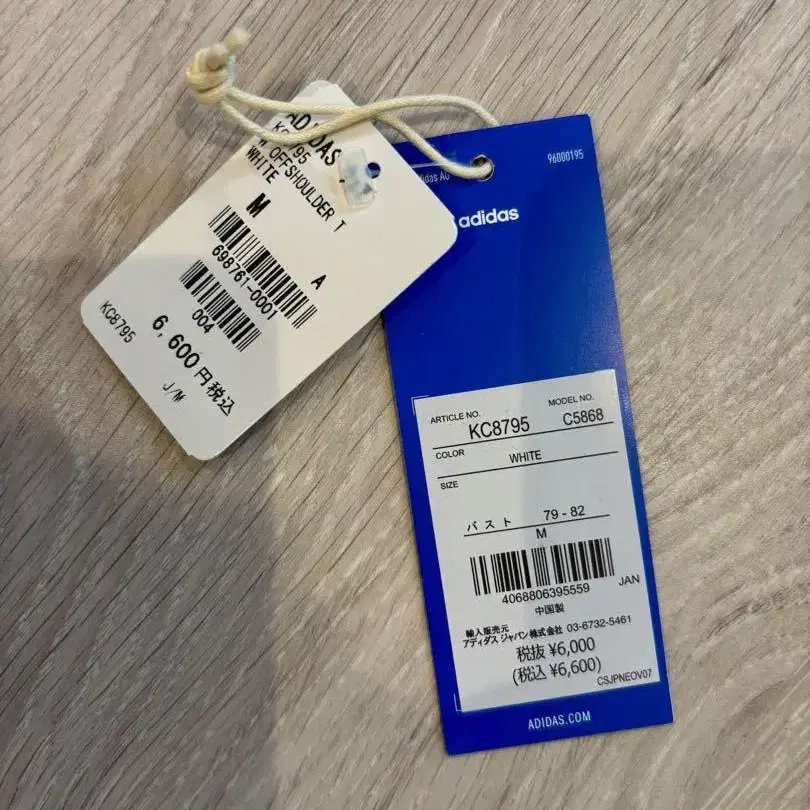 ADIDAS
KC8795
OFFSHOULDER T
WHITE
M
A
698761-0001
004
KC8795
6,600円税込
J/M
adidas AG
96000195
adidas
ARTICLE NO. KC8795 MODEL NO. C5868
COLOR WHITE
SIZE
バスト 79-82
M
4068806395559 JAN
中国製
輸入販売元
アディダス ジャパン株式会社 03-6732-5461
税抜 ¥6,000
(税込 ¥6,600)
CSJPNEOV07
ADIDAS.COM